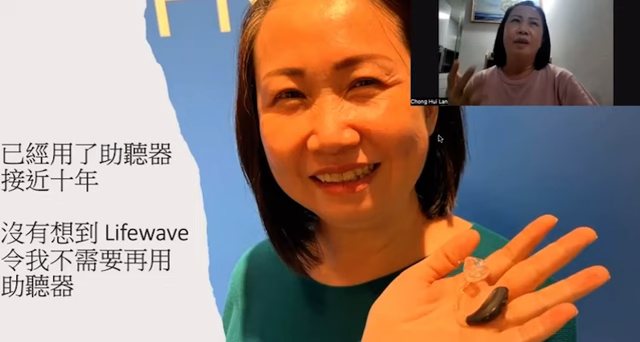 Chong Hui Lan
已經用了助聽器
接近十年
沒有想到 Lifewave
令我不需要再用
助聽器